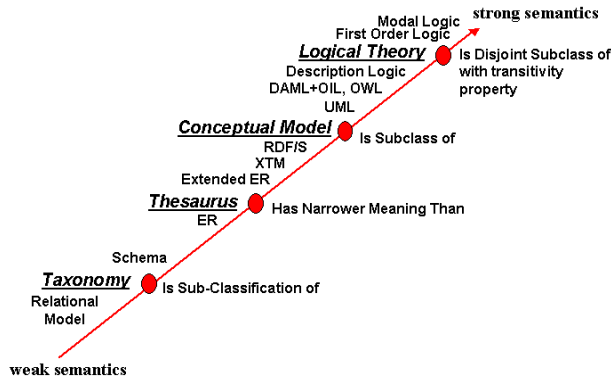 Modal Logic
strong semantics
First Order Logic
Logical Theory
Is Disjoint Subclass of
with transitivity
property
Description Logic
DAML+OIL, OWL
UML
Conceptual Model
Is Subclass of
RDF/S
XTM
Extended ER
Thesaurus
Has Narrower Meaning Than
ER
Schema
Taxonomy
Is Sub-Classification of
Relational
Model
weak semantics